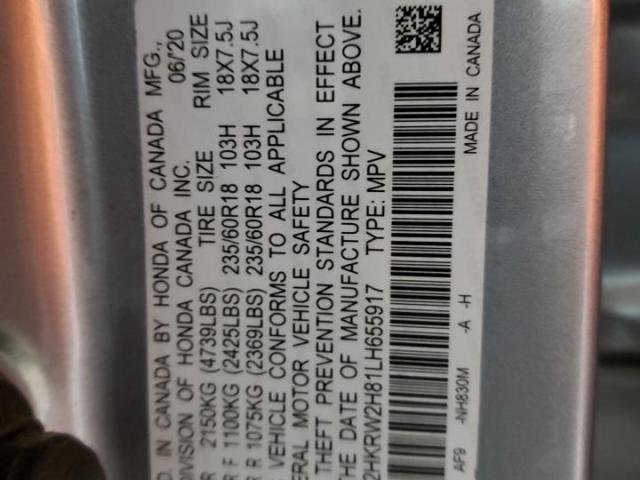 D. IN CANADA BY HONDA OF CANADA MFG.,
DIVISION OF HONDA CANADA INC. 06/'20
R 2150KG (4739LBS) TIRE SIZE RIM SIZE
R F 1100KG (2425LBS) 235/60R18 103H 18X7.5J
R R 1075KG (2369LBS) 235/60R18 103H 18X7.5J
VEHICLE CONFORMS TO ALL APPLICABLE
ERAL MOTOR VEHICLE SAFETY
THEFT PREVENTION STANDARDS IN EFFECT
THE DATE OF MANUFACTURE SHOWN ABOVE.
2HKRW2H81LH655917 TYPE: MPV
AF9 -NH830M -A -H MADE IN CANADA